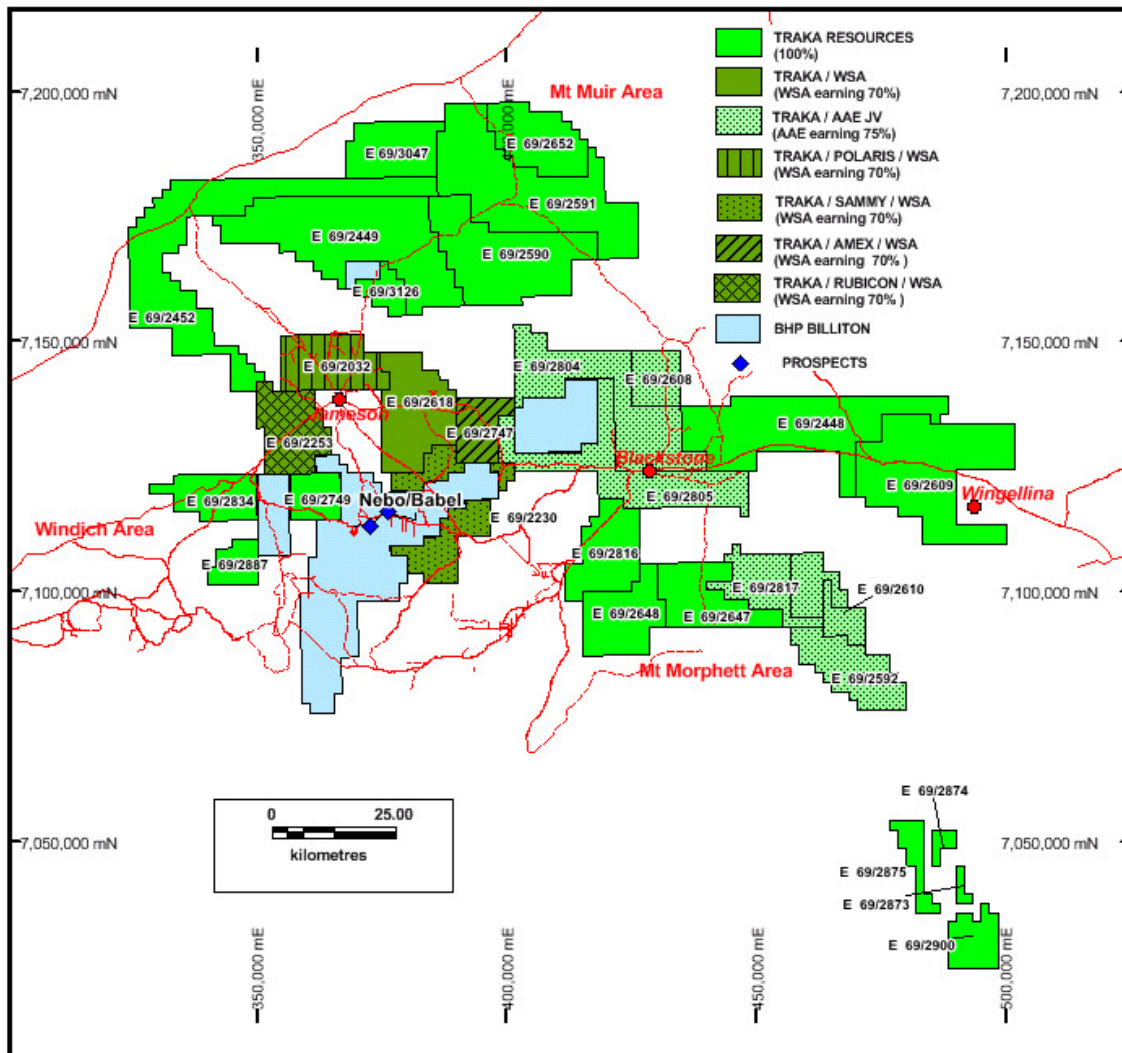 TRAKA RESOURCES
(100%)
TRAKA / WSA
(WSA earning 70%)
TRAKA / AAE JV
(AAE earning 75%)
TRAKA / POLARIS / WSA
(WSA earning 70%)
TRAKA / SAMMY / WSA
(WSA earning 70%)
TRAKA / AMEX / WSA
(WSA earning 70% )
TRAKA / RUBICON / WSA
(WSA earning 70% )
BHP BILLITON
PROSPECTS
350,000 mE
400,000 mE
7,200,000 mN
7,200,000 mN
Mt Muir Area
E 69/3047
E 69/2652
E 69/2591
E 69/2449
E 69/2590
E 69/3126
E 69/2452
7,150,000 mN
7,150,000 mN
E 69/2032
E 69/2804
E 69/2608
E 69/2618
Jameson
E 69/2747
E 69/2448
E 69/2253
Blackstone
E 69/2609
E 69/2834
E 69/2749
Nebo/Babel
E 69/2805
Wingellina
Windich Area
E 69/2230
E 69/2816
E 69/2887
7,100,000 mN
E 69/2817
E 69/2610
7,100,000 mN
E 69/2648
E 69/2647
Mt Morphett Area
E 69/2592
0 25.00
kilometres
E 69/2874
7,050,000 mN
7,050,000 mN
E 69/2875
E 69/2873
E 69/2900
350,000 mE
400,000 mE
450,000 mE
500,000 mE